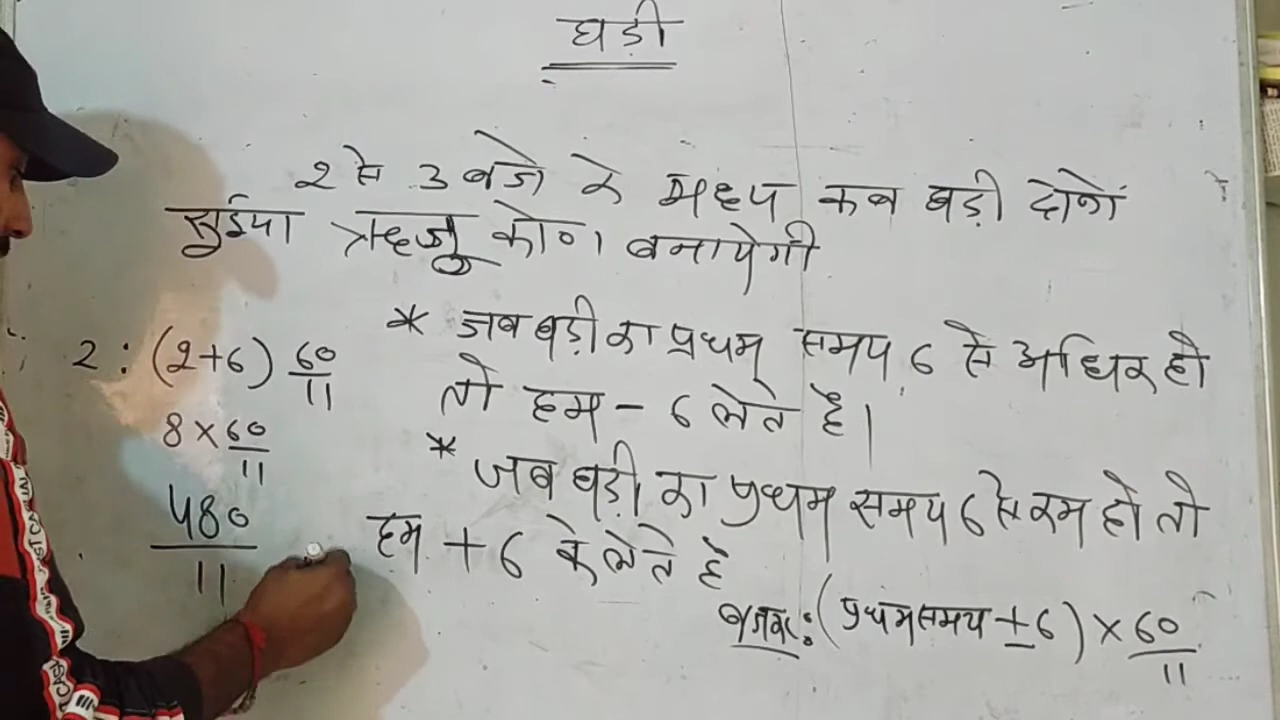 घड़ी
2 से 3 बजे के मध्य कब घड़ी दोनों
सुईया ऋजु कोण बनायेगी
* जब घड़ी का प्रथम समय 6 से अधिक हो
तो हम - 6 लेते है।
* जब घड़ी का प्रथम समय 6 से कम हो तो
हम + 6 के लेते है
बजकर : (प्रथम समय ± 6) × 60/11
2 : (2+6) 60/11
8 × 60/11
480/11